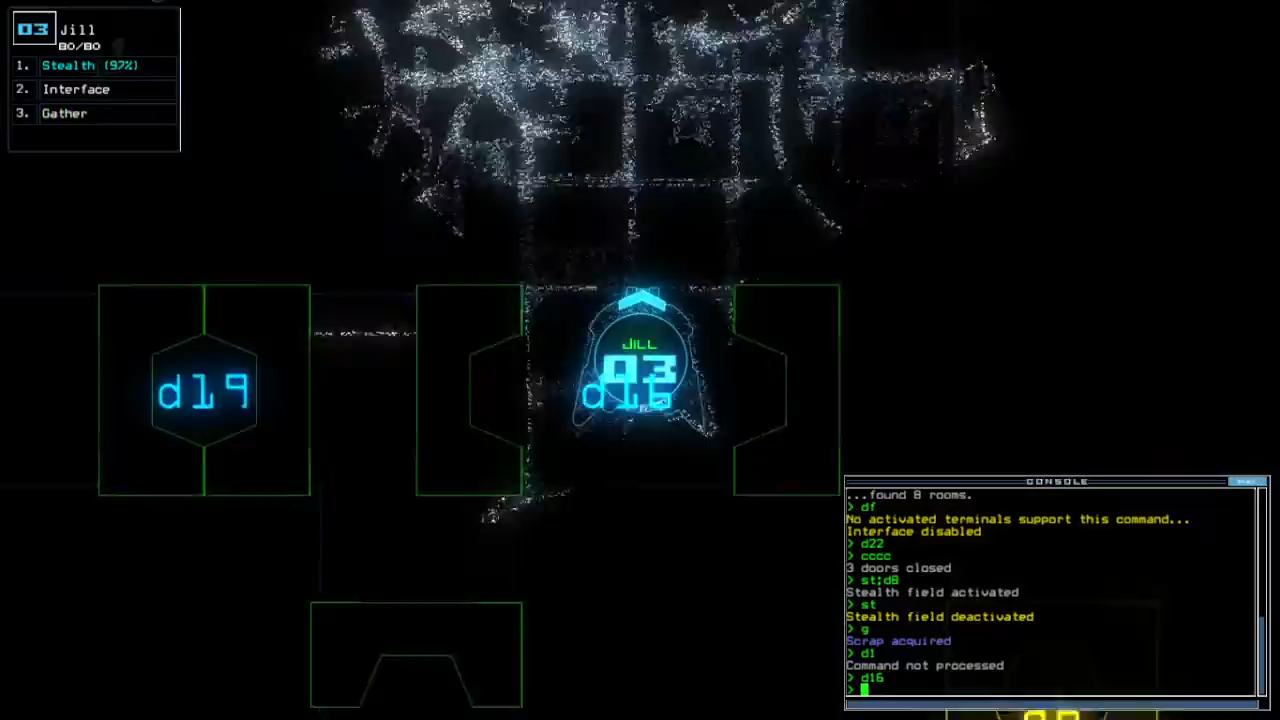 03 Jill
80/80
1. Stealth (97%)
2. Interface
3. Gather
JILL
03
d19
d16
CONSOLE
...found 8 rooms.
> df
No activated terminals support this command...
Interface disabled
> d22
> cccc
3 doors closed
> st;d8
Stealth field activated
> st
Stealth field deactivated
> g
Scrap acquired
> d1
Command not processed
> d16
>